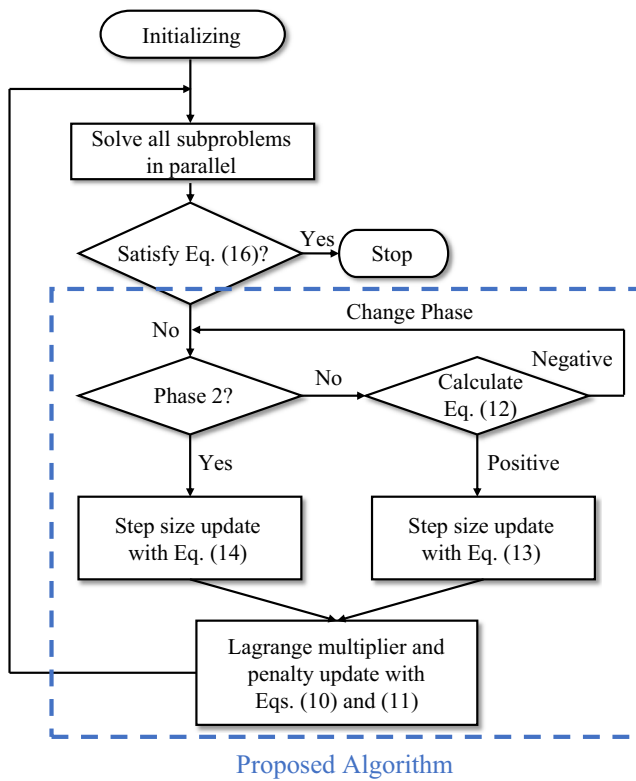 Initializing
Solve all subproblems
in parallel
Satisfy Eq. (16)?
Yes
Stop
No
Change Phase
Negative
Phase 2?
No
Calculate
Eq. (12)
Yes
Positive
Step size update
with Eq. (14)
Step size update
with Eq. (13)
Lagrange multiplier and
penalty update with
Eqs. (10) and (11)
Proposed Algorithm